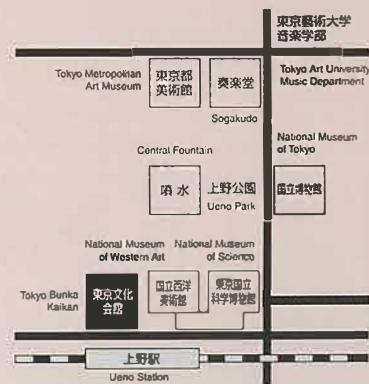 東京藝術大学
音楽学部
Tokyo Metropolitan
Art Museum
東京都
美術館
奏楽堂
Tokyo Art University
Music Department
Sogakudo
National Museum
of Tokyo
Central Fountain
噴水
上野公園
Ueno Park
国立博物館
National Museum
of Western Art
National Museum
of Science
Tokyo Bunka
Kaikan
東京文化
会館
国立西洋
美術館
東京国立
科学博物館
上野駅
Ueno Station